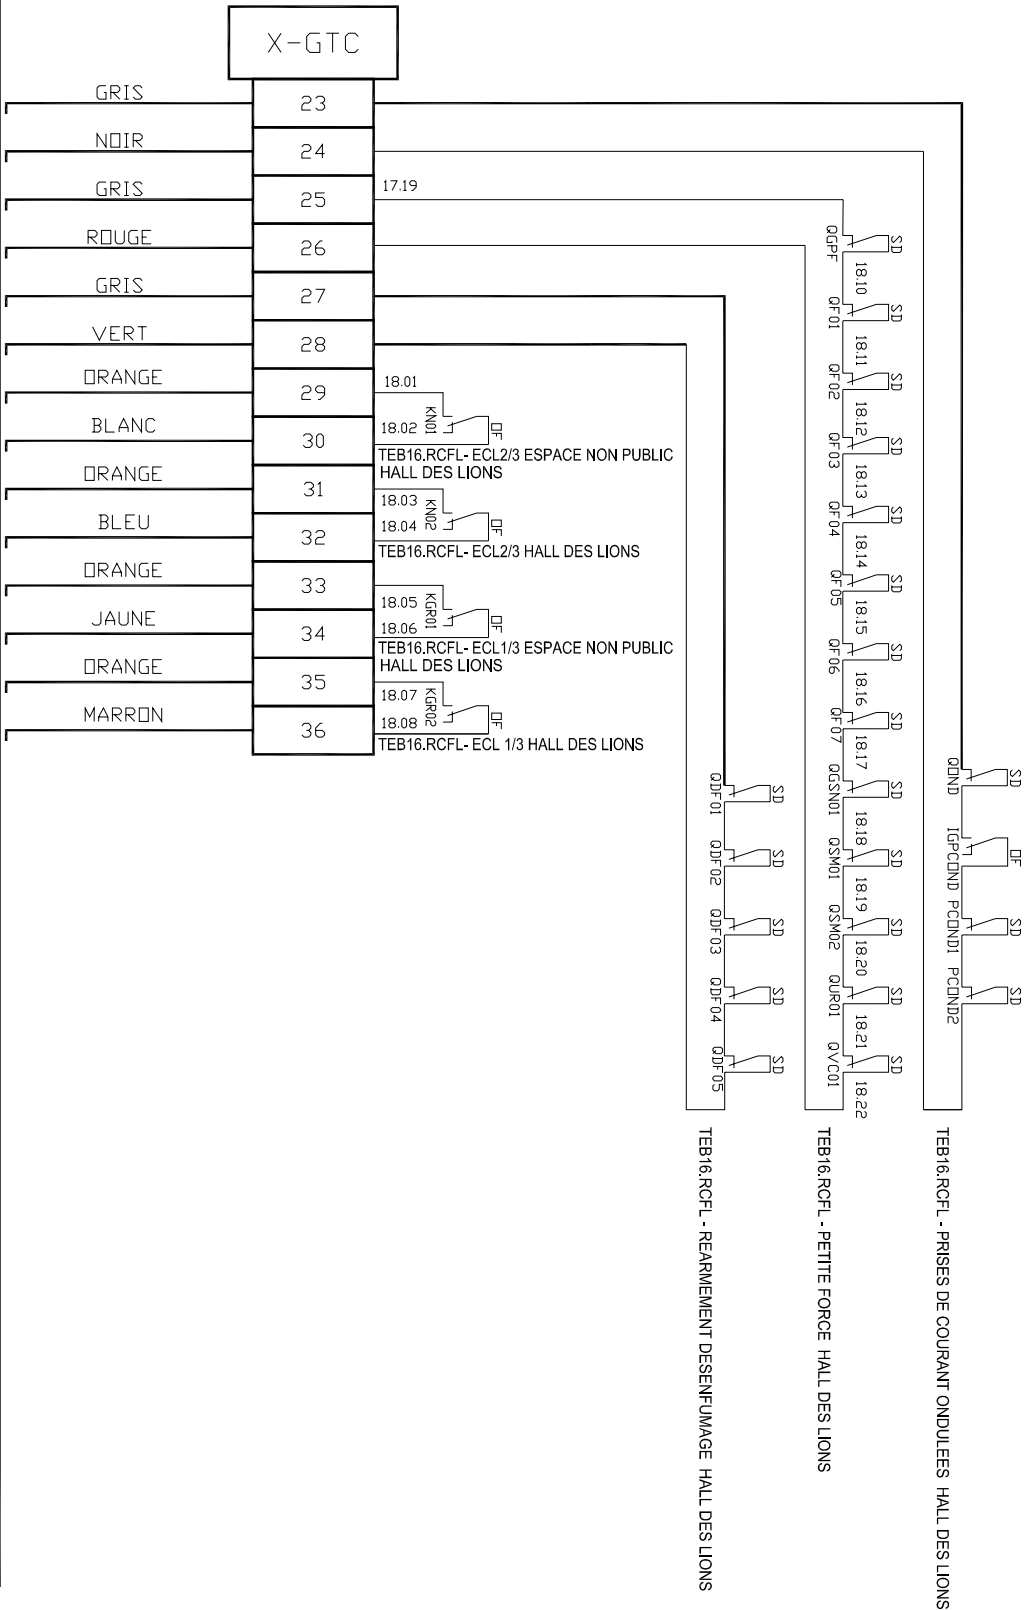 X-GTC
GRIS
23
NOIR
24
GRIS
25
17.19
ROUGE
26
GRIS
27
VERT
28
ORANGE
29
18.01
BLANC
30
18.02
KN01
OF
TEB16.RCFL- ECL2/3 ESPACE NON PUBLIC
HALL DES LIONS
ORANGE
31
18.03
BLEU
32
18.04
KN02
OF
TEB16.RCFL- ECL2/3 HALL DES LIONS
ORANGE
33
18.05
JAUNE
34
18.06
KGR01
OF
TEB16.RCFL- ECL1/3 ESPACE NON PUBLIC
HALL DES LIONS
ORANGE
35
18.07
MARRON
36
18.08
KGR02
OF
TEB16.RCFL- ECL 1/3 HALL DES LIONS
QDF01
SD
QDF02
SD
QDF03
SD
QDF04
SD
QDF05
SD
TEB16.RCFL - REARMEMENT DESENFUMAGE HALL DES LIONS
QGPF
SD
18.10
QF01
SD
18.11
QF02
SD
18.12
QF03
SD
18.13
QF04
SD
18.14
QF05
SD
18.15
QF06
SD
18.16
QF07
SD
18.17
QGSN01
SD
18.18
QSM01
SD
18.19
QSM02
SD
18.20
QUR01
SD
18.21
QVC01
SD
18.22
TEB16.RCFL - PETITE FORCE HALL DES LIONS
QOND
SD
IGPCOND
OF
PCOND1
SD
PCOND2
SD
TEB16.RCFL - PRISES DE COURANT ONDULEES HALL DES LIONS